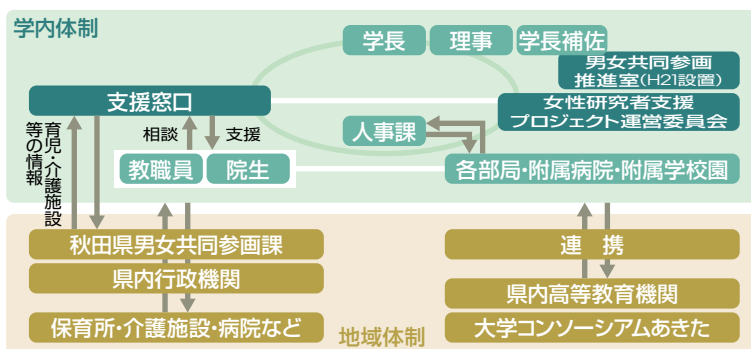 学内体制
学長
理事
学長補佐
男女共同参画
推進室(H21設置)
支援窓口
女性研究者支援
プロジェクト運営委員会
育児・介護施設
等の情報
相談
支援
人事課
教職員
院生
各部局・附属病院・附属学校園
秋田県男女共同参画課
連 携
県内行政機関
県内高等教育機関
保育所・介護施設・病院など
地域体制
大学コンソーシアムあきた